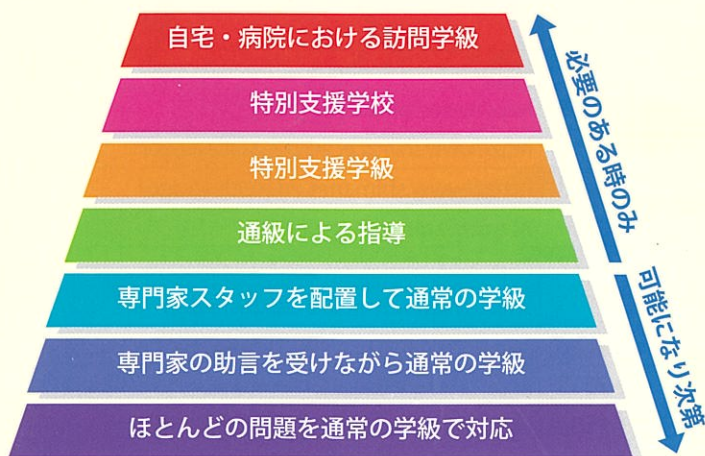 自宅・病院における訪問学級
特別支援学校
特別支援学級
通級による指導
専門家スタッフを配置して通常の学級
専門家の助言を受けながら通常の学級
ほとんどの問題を通常の学級で対応
必要のある時のみ
可能になり次第